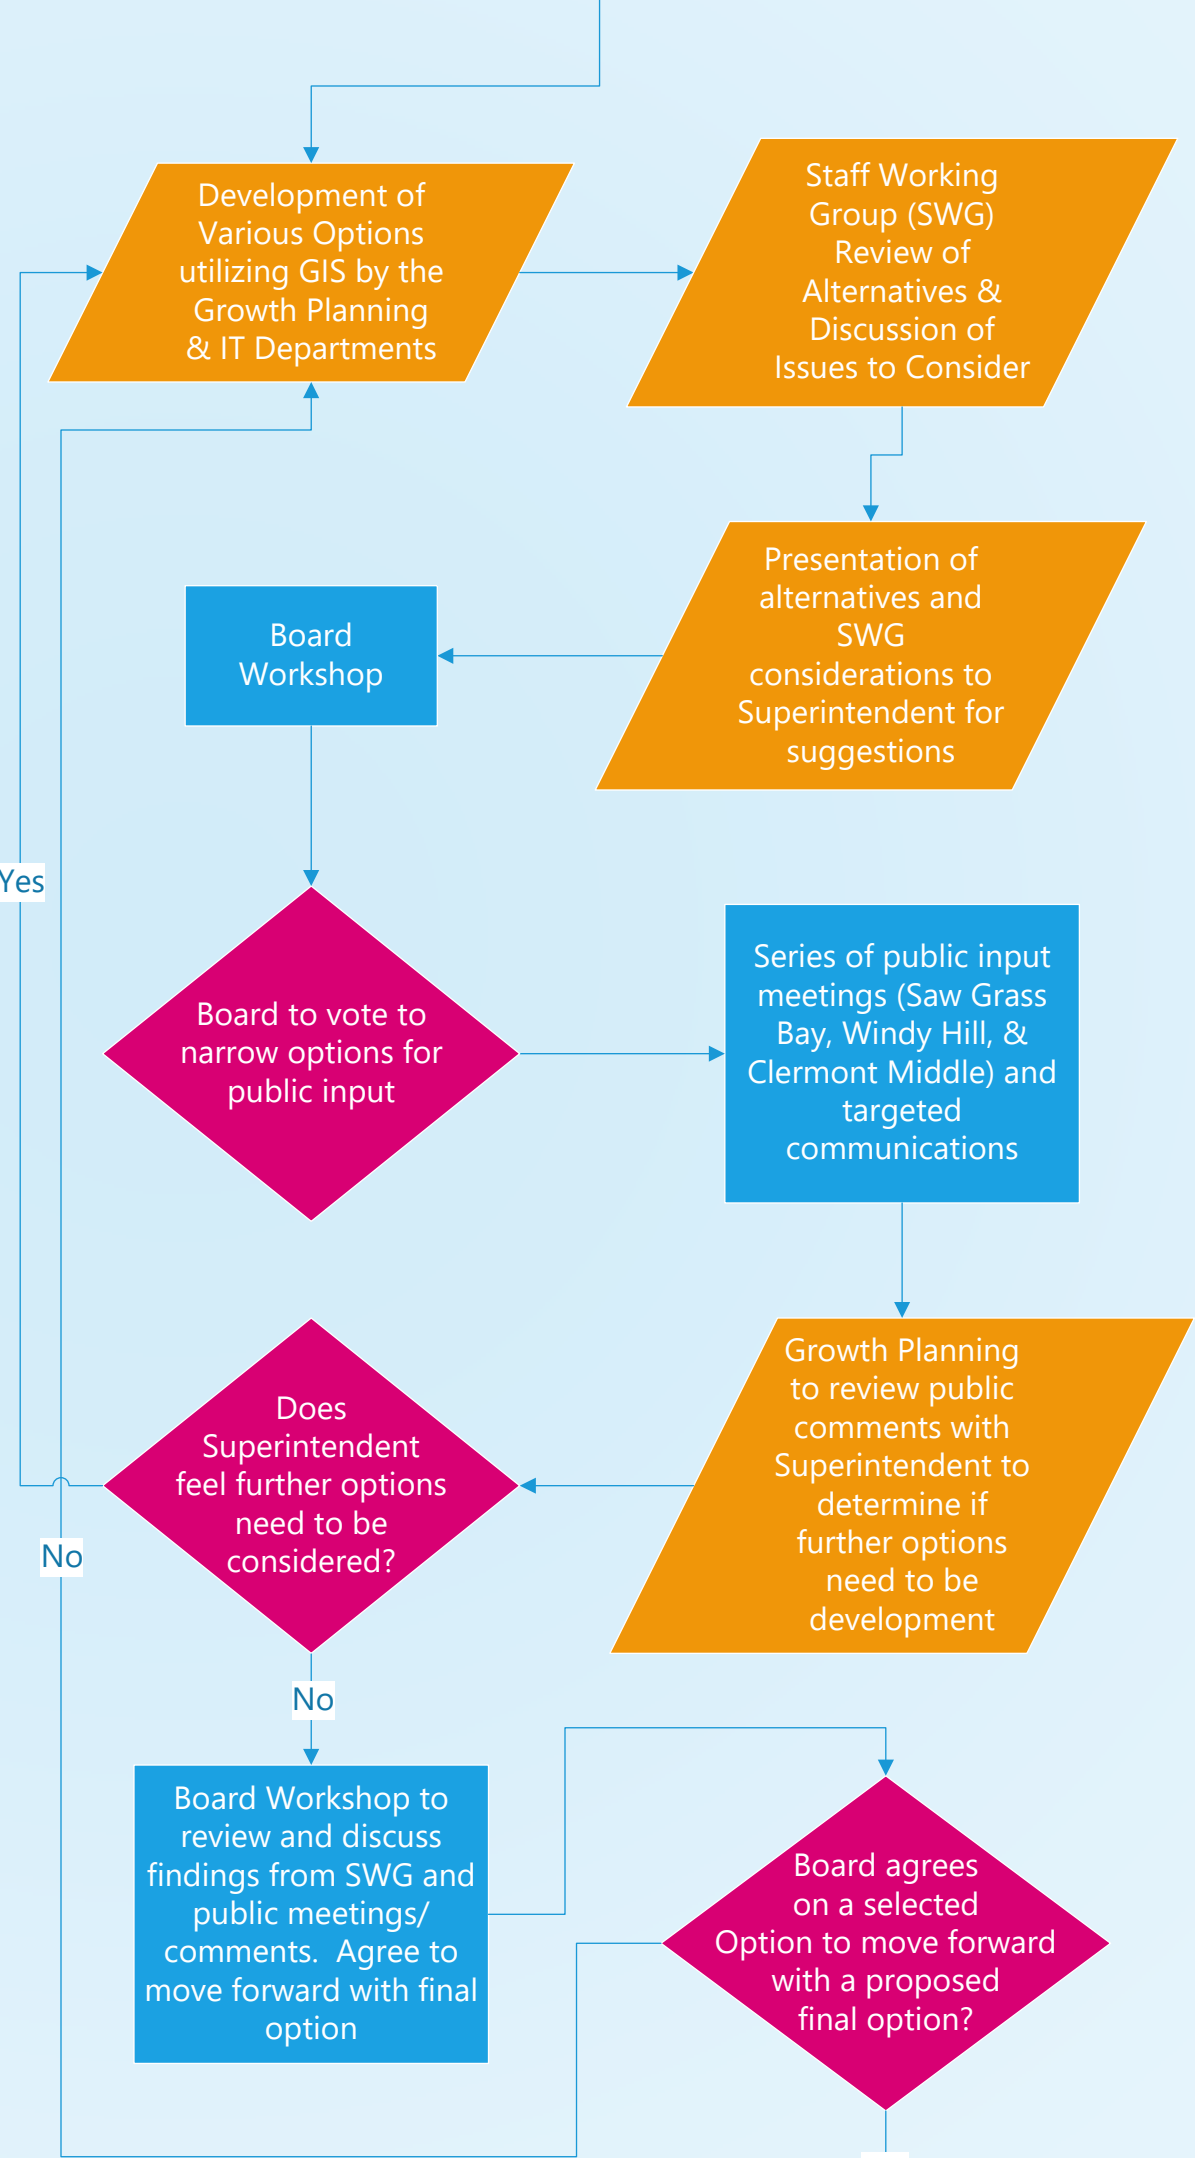 Development of
Various Options
utilizing GIS by the
Growth Planning
& IT Departments
Staff Working
Group (SWG)
Review of
Alternatives &
Discussion of
Issues to Consider
Presentation of
alternatives and
SWG
considerations to
Superintendent for
suggestions
Board
Workshop
Yes
Board to vote to
narrow options for
public input
Series of public input
meetings (Saw Grass
Bay, Windy Hill, &
Clermont Middle) and
targeted
communications
Growth Planning
to review public
comments with
Superintendent to
determine if
further options
need to be
development
Does
Superintendent
feel further options
need to be
considered?
No
No
Board Workshop to
review and discuss
findings from SWG and
public meetings/
comments.  Agree to
move forward with final
option
Board agrees
on a selected
Option to move forward
with a proposed
final option?